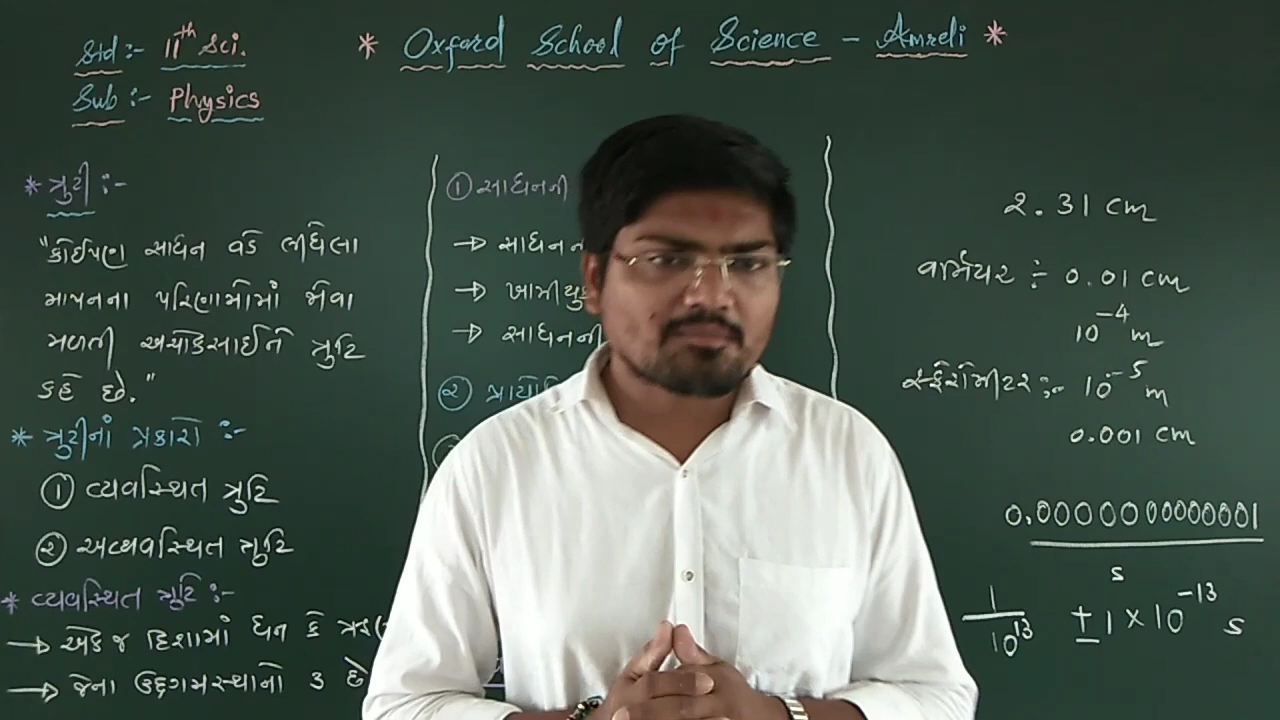 Std :- 11th Sci.
* Oxford School of Science - Amreli *
Sub :- Physics
* ત્રુટી :-
"કોઈપણ સાધન વડે લીધેલા
માપનના પરિણામોમાં જોવા
મળતી અચોક્સાઈને ત્રુટિ
કહે છે."
* ત્રુટીનાં પ્રકારો :-
① વ્યવસ્થિત ત્રુટિ
② અવ્યવસ્થિત ત્રુટિ
* વ્યવસ્થિત ત્રુટિ :-
→ એક જ દિશામાં ધન કે
→ જેના ઉદ્દગમસ્થાનો 3
① સાધનની
→ સાધનન
→ ખામીયુ
→ સાધનની
②
2.31 cm
વર્નિયર ÷ 0.01 cm
10⁻⁴ m
સ્ફેરોમીટર :- 10⁻⁵ m
0.001 cm
0.0000000000001
s
1/10¹³ ±1×10⁻¹³ s